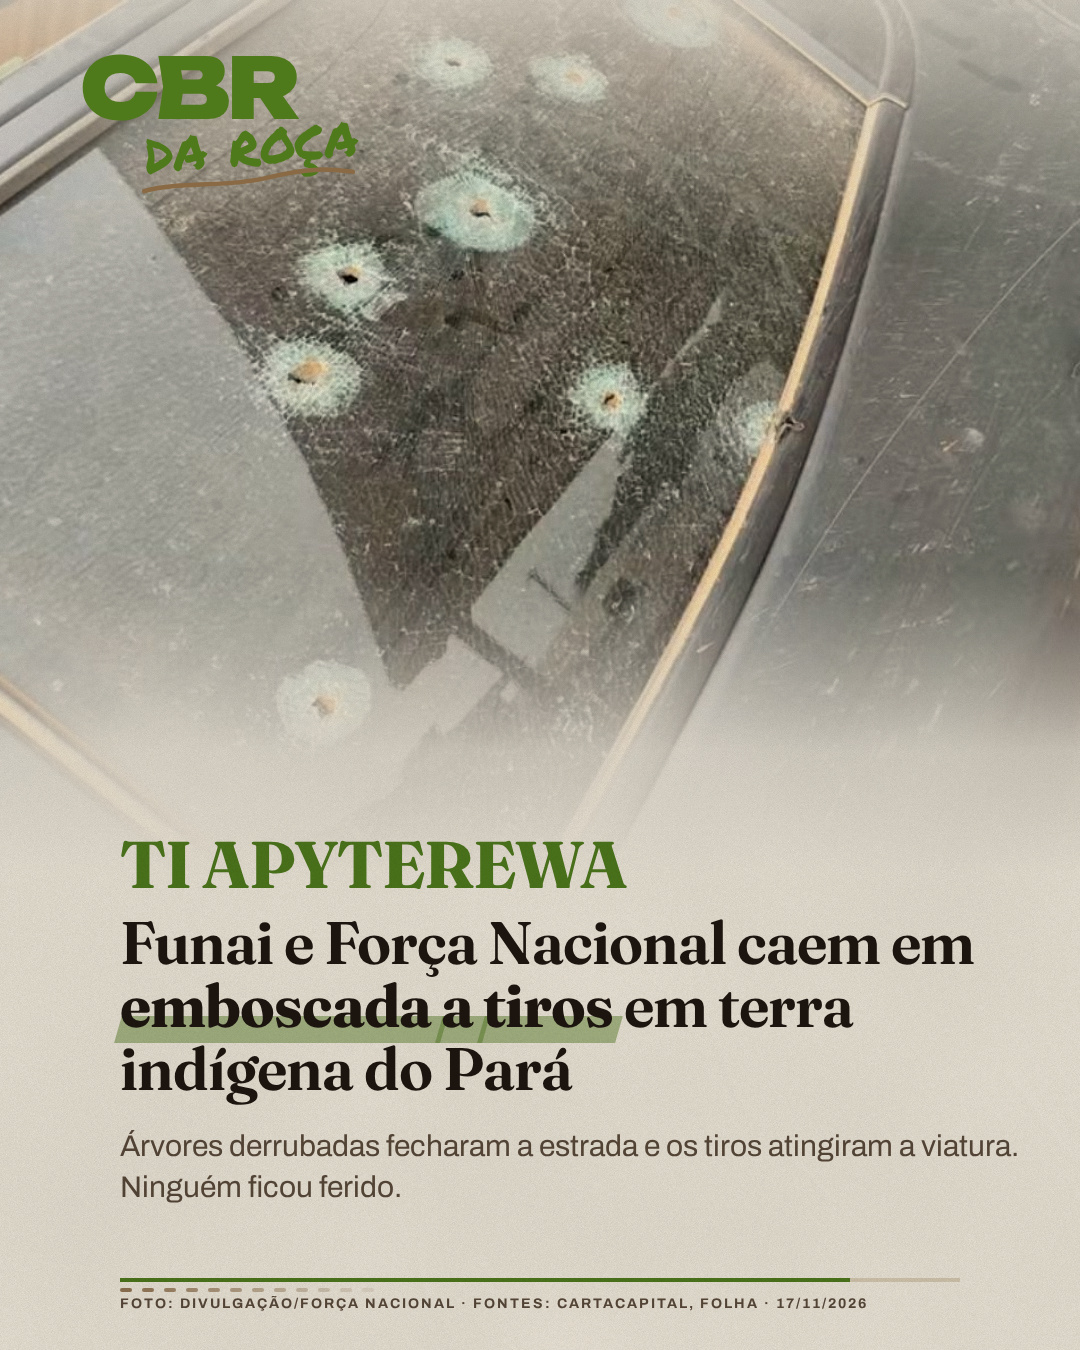 CBR
DA ROÇA
TI APYTEREWA
Funai e Força Nacional caem em
emboscada a tiros em terra
indígena do Pará
Árvores derrubadas fecharam a estrada e os tiros atingiram a viatura.
Ninguém ficou ferido.
FOTO: DIVULGAÇÃO/FORÇA NACIONAL · FONTES: CARTACAPITAL, FOLHA · 17/11/2026